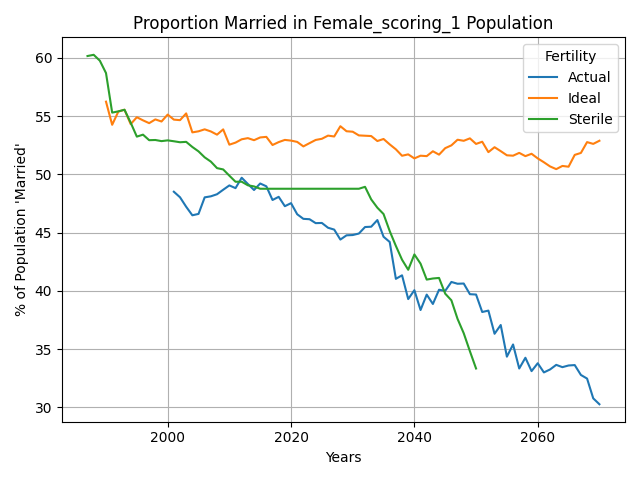 Proportion Married in Female_scoring_1 Population
Fertility
Actual
Ideal
Sterile
% of Population 'Married'
60
55
50
45
40
35
30
2000
2020
2040
2060
Years